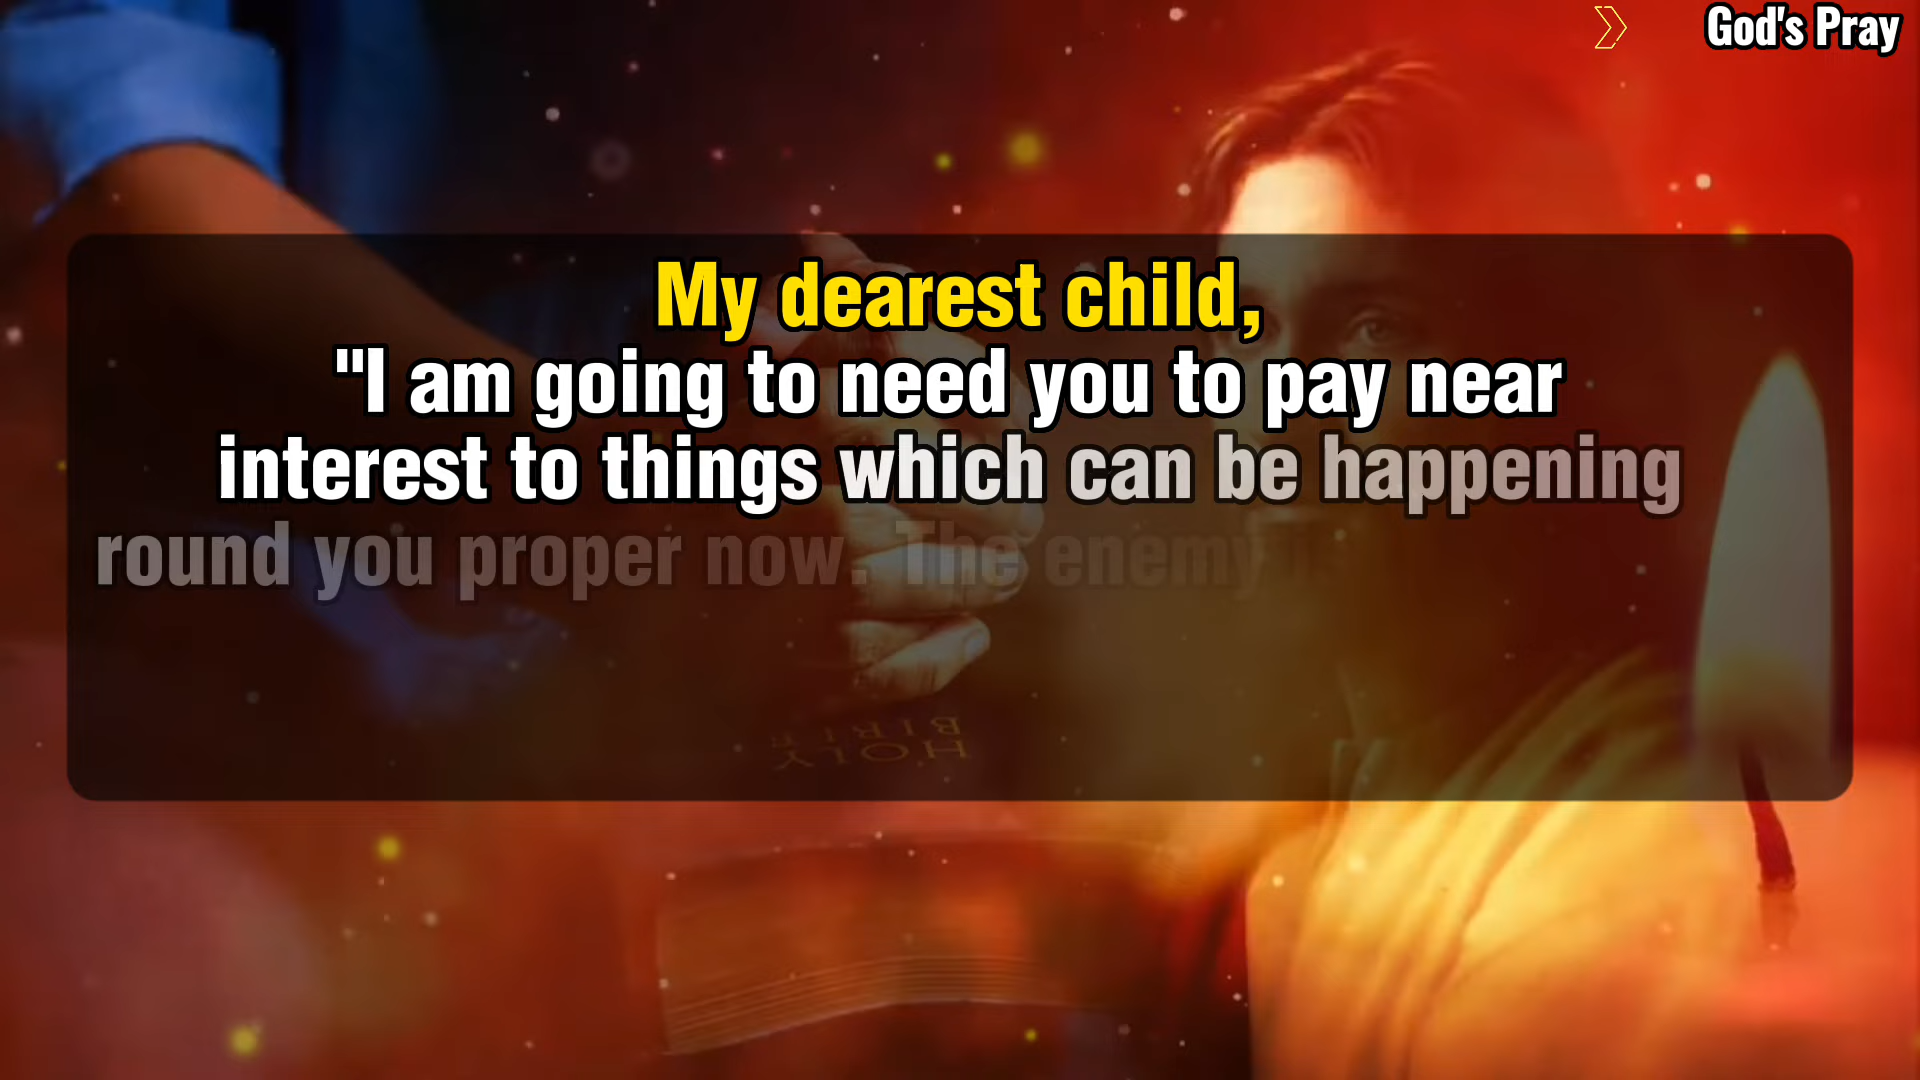 God's Pray
My dearest child,
"I am going to need you to pay near
interest to things which can be happening
round you proper now. The enemy
HOLY